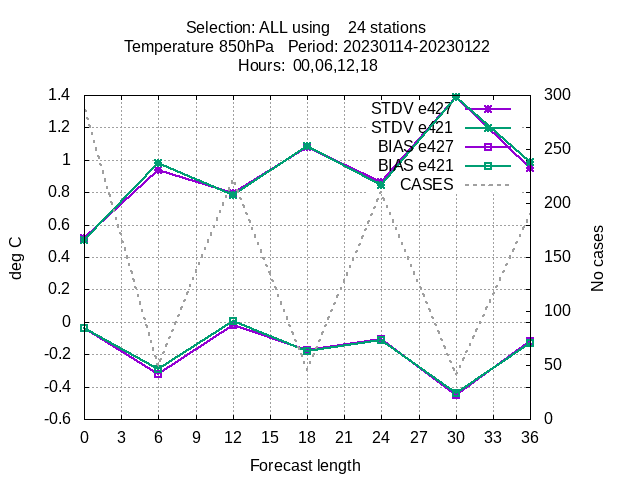 Selection: ALL using 24 stations
Temperature 850hPa Period: 20230114-20230122
Hours: 00,06,12,18
1.4
1.2
1
0.8
0.6
0.4
0.2
0
-0.2
-0.4
-0.6
deg C
STDV e427
STDV e421
BIAS e427
BIAS e421
CASES
300
250
200
150
100
50
0
No cases
0 3 6 9 12 15 18 21 24 27 30 33 36
Forecast length